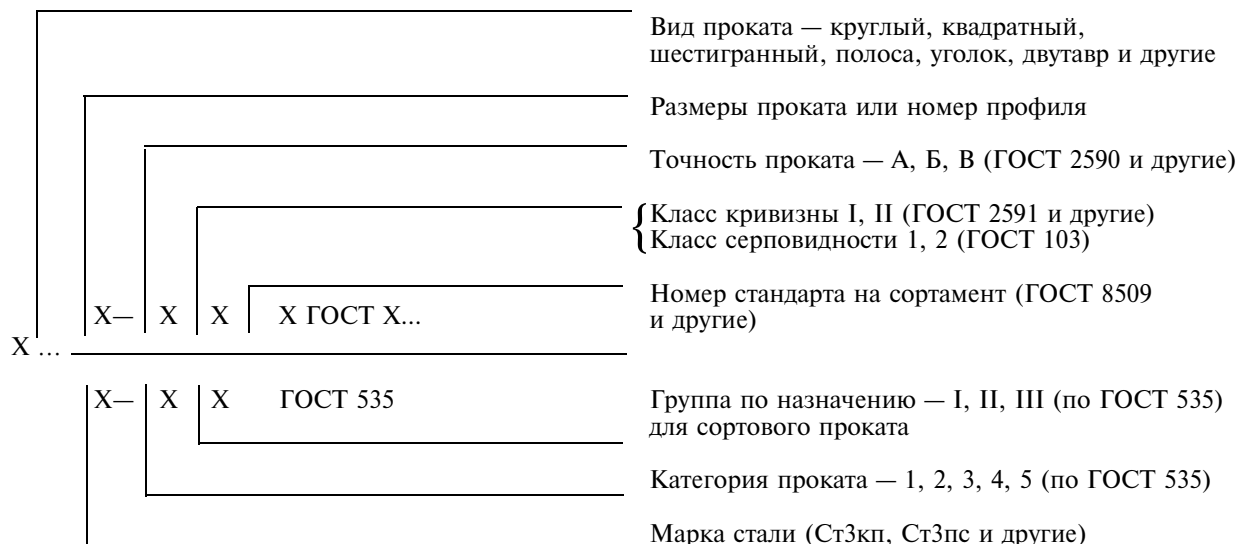 Вид проката — круглый, квадратный,
шестигранный, полоса, уголок, двутавр и другие
Размеры проката или номер профиля
Точность проката — А, Б, В (ГОСТ 2590 и другие)
Класс кривизны I, II (ГОСТ 2591 и другие)
Класс серповидности 1, 2 (ГОСТ 103)
Номер стандарта на сортамент (ГОСТ 8509
и другие)
Х— Х Х Х ГОСТ Х...
Х ...
Х— Х Х ГОСТ 535
Группа по назначению — I, II, III (по ГОСТ 535)
для сортового проката
Категория проката — 1, 2, 3, 4, 5 (по ГОСТ 535)
Марка стали (Ст3кп, Ст3пс и другие)